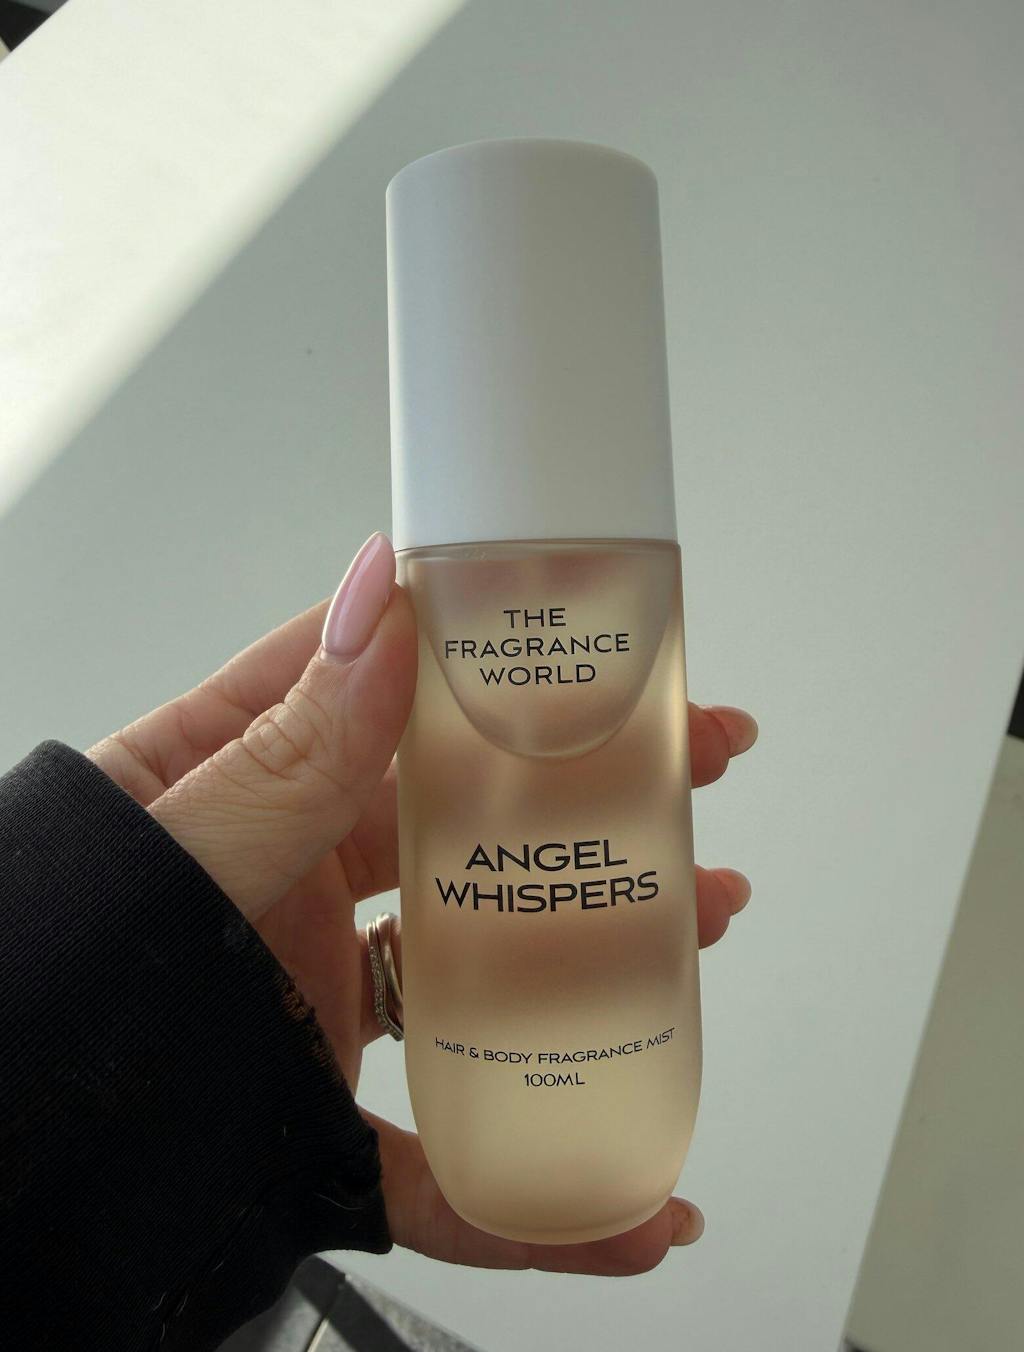 THE
FRAGRANCE
WORLD
ANGEL
WHISPERS
HAIR & BODY FRAGRANCE MIST
100ML